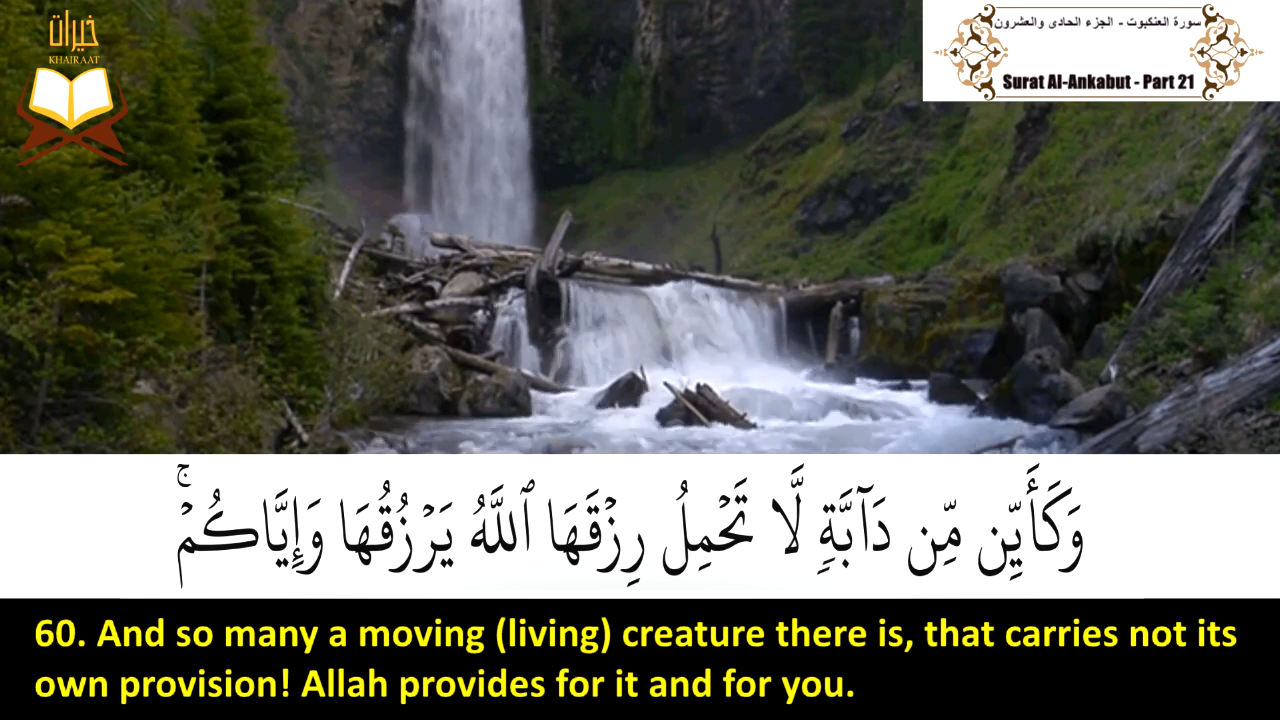 خيرات
KHAIRAAT
سورة العنكبوت - الجزء الحادى والعشرون
Surat Al-Ankabut - Part 21
وَكَأَيِّن مِّن دَآبَّةٍ لَّا تَحْمِلُ رِزْقَهَا ٱللَّهُ يَرْزُقُهَا وَإِيَّاكُمْ ۚ
60. And so many a moving (living) creature there is, that carries not its
own provision! Allah provides for it and for you.